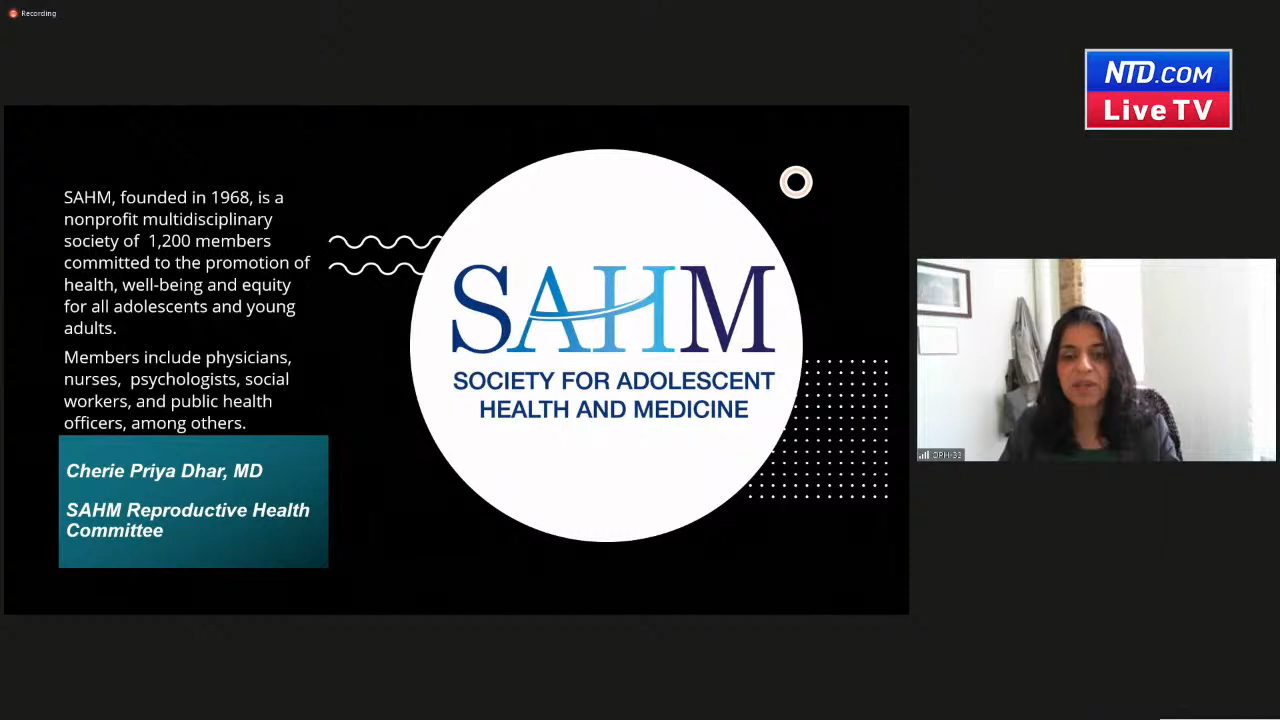 Recording
NTD.COM
Live TV
SAHM, founded in 1968, is a
nonprofit multidisciplinary
society of 1,200 members
committed to the promotion of
health, well-being and equity
for all adolescents and young
adults.
Members include physicians,
nurses, psychologists, social
workers, and public health
officers, among others.
Cherie Priya Dhar, MD
SAHM Reproductive Health
Committee
SAHM
SOCIETY FOR ADOLESCENT
HEALTH AND MEDICINE